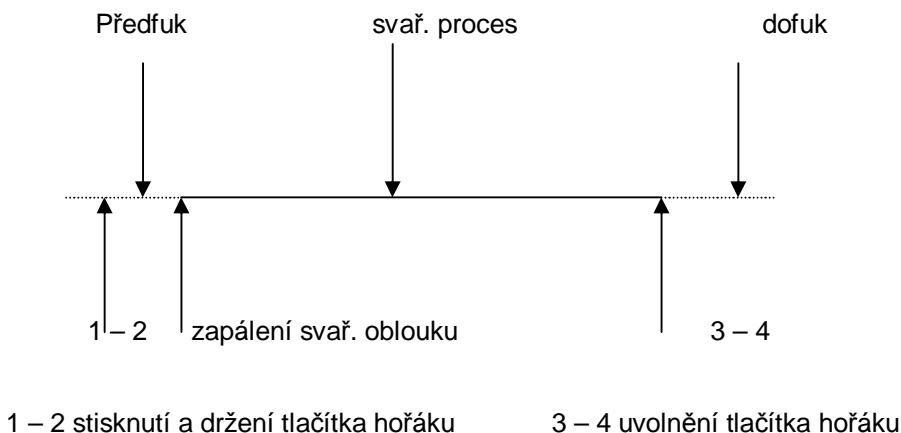 Předfuk svař. proces dofuk
1 – 2 zapálení svař. oblouku 3 – 4
1 – 2 stisknutí a držení tlačítka hořáku 3 – 4 uvolnění tlačítka hořáku